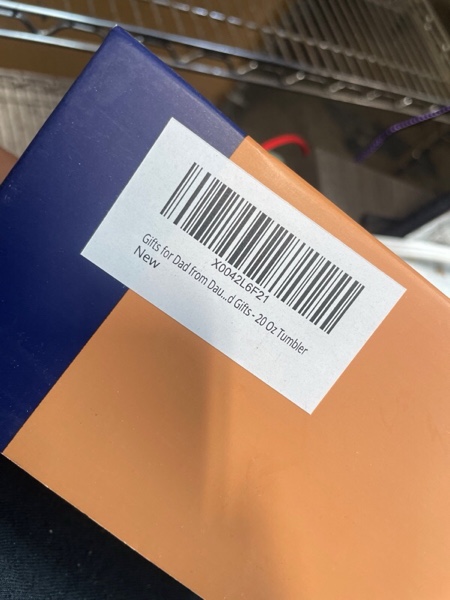 X0042L6F21
Gifts for Dad from Dau...d Gifts - 20 Oz Tumbler
New